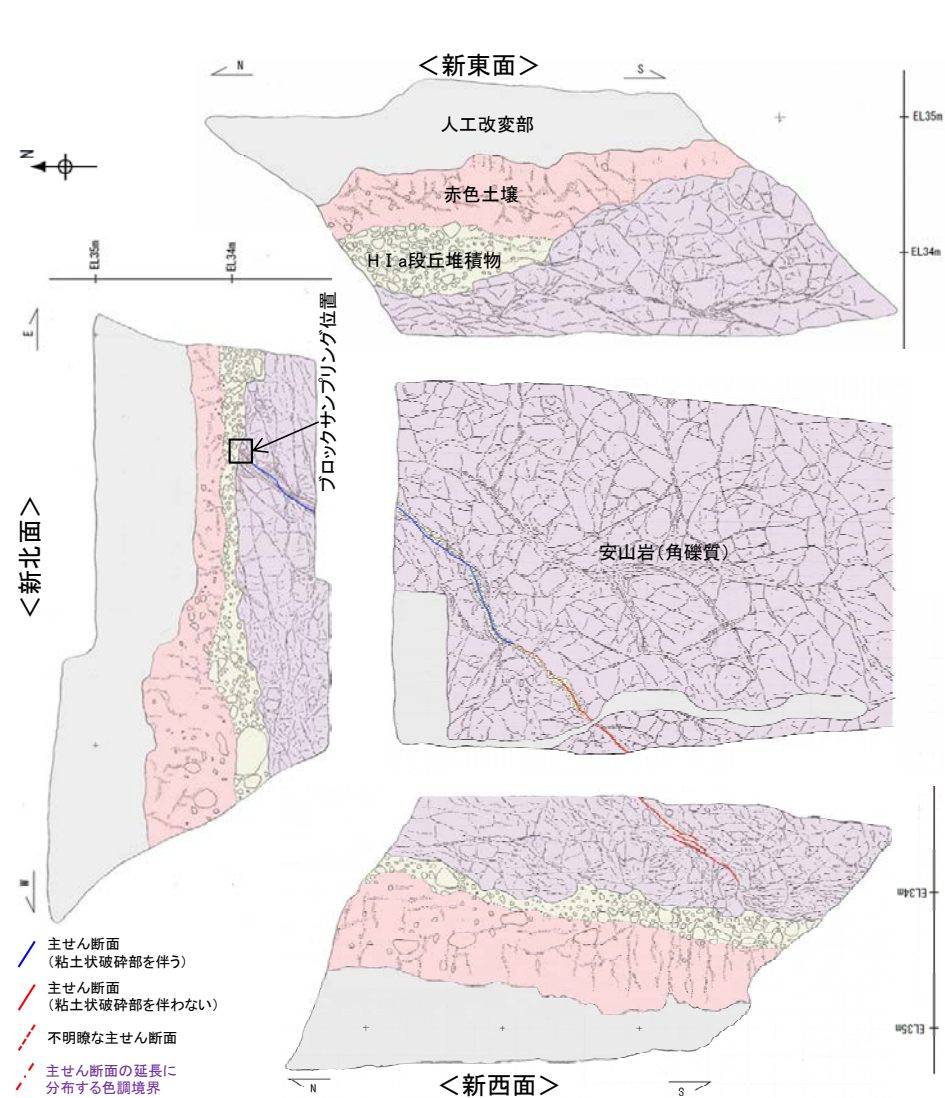 <新東面>
N
S
人工改変部
EL35m
N
赤色土壌
HⅠa段丘堆積物
EL34m
EL35m
EL34m
E
ブロックサンプリング位置
<新北面>
安山岩(角礫質)
W
EL34m
EL35m
主せん断面
(粘土状破砕部を伴う)
主せん断面
(粘土状破砕部を伴わない)
不明瞭な主せん断面
主せん断面の延長に
分布する色調境界
N
<新西面>
S